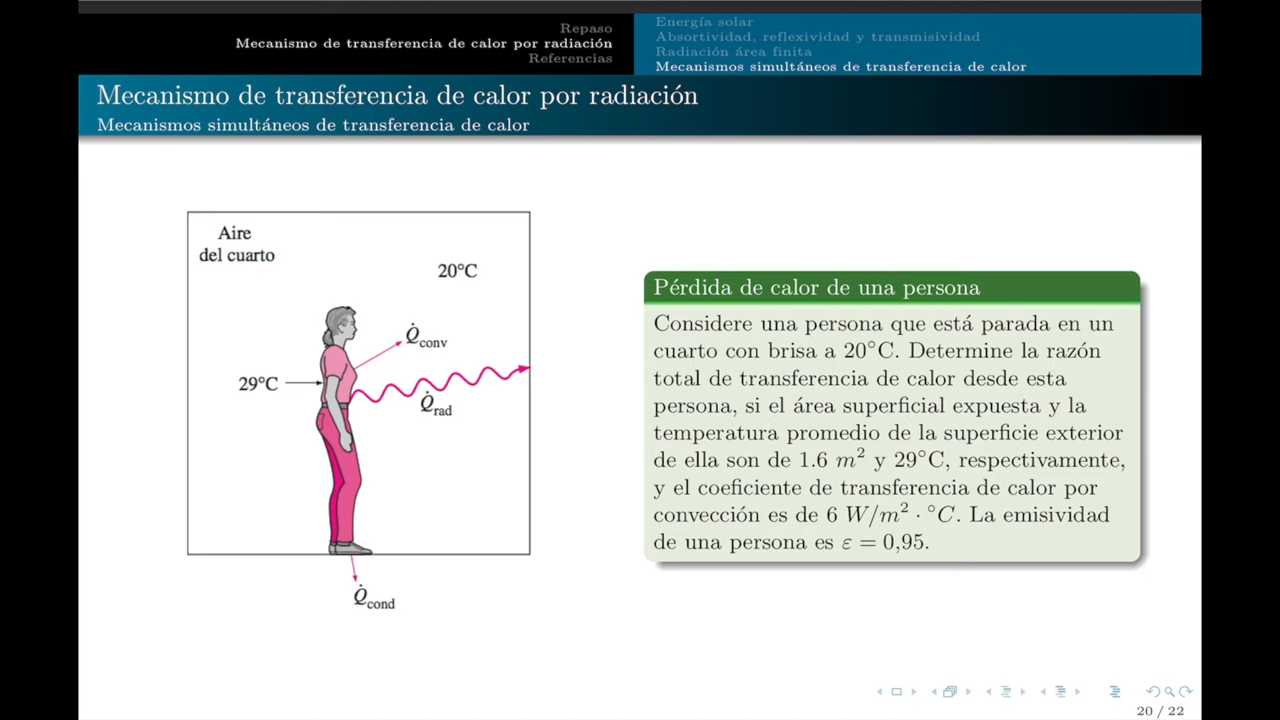 Repaso
Mecanismo de transferencia de calor por radiación
Referencias
Energía solar
Absortividad, reflexividad y transmisividad
Radiación área finita
Mecanismos simultáneos de transferencia de calor
Mecanismo de transferencia de calor por radiación
Mecanismos simultáneos de transferencia de calor
Aire
del cuarto
20°C
Q̇conv
29°C
Q̇rad
Q̇cond
Pérdida de calor de una persona
Considere una persona que está parada en un
cuarto con brisa a 20°C. Determine la razón
total de transferencia de calor desde esta
persona, si el área superficial expuesta y la
temperatura promedio de la superficie exterior
de ella son de 1.6 m² y 29°C, respectivamente,
y el coeficiente de transferencia de calor por
convección es de 6 W/m² · °C. La emisividad
de una persona es ε = 0,95.
20 / 22